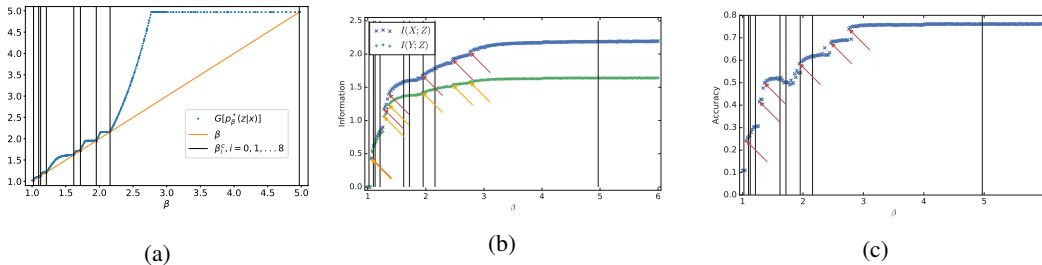 5.0
4.5
4.0
3.5
3.0
2.5
2.0
1.5
1.0
1.0 1.5 2.0 2.5 3.0 3.5 4.0 4.5 5.0
β
G[p*β(z|x)]
β
βᶜᵢ, i = 0, 1, . . . 8
(a)
Information
2.5
2.0
1.5
1.0
0.5
0.0
1 2 3 4 5 6
β
I(X; Z)
I(Y; Z)
(b)
Accuracy
0.8
0.7
0.6
0.5
0.4
0.3
0.2
0.1
0.0
1 2 3 4 5
β
(c)